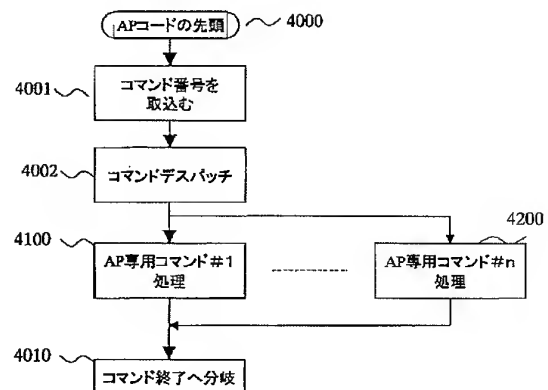 APコードの先頭
4000
4001
コマンド番号を
取込む
4002
コマンドデスパッチ
4100
AP専用コマンド#1
処理
4200
AP専用コマンド#n
処理
4010
コマンド終了へ分岐